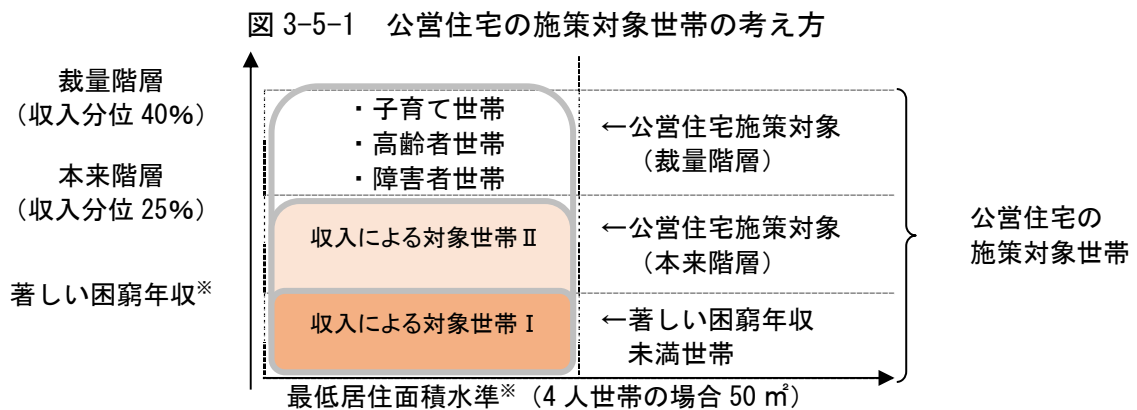 図 3-5-1 公営住宅の施策対象世帯の考え方
裁量階層
（収入分位 40%）
本来階層
（収入分位 25%）
著しい困窮年収※
・子育て世帯
・高齢者世帯
・障害者世帯
収入による対象世帯Ⅱ
収入による対象世帯Ⅰ
←公営住宅施策対象
（裁量階層）
←公営住宅施策対象
（本来階層）
←著しい困窮年収
未満世帯
公営住宅の
施策対象世帯
最低居住面積水準※（4 人世帯の場合 50 ㎡）